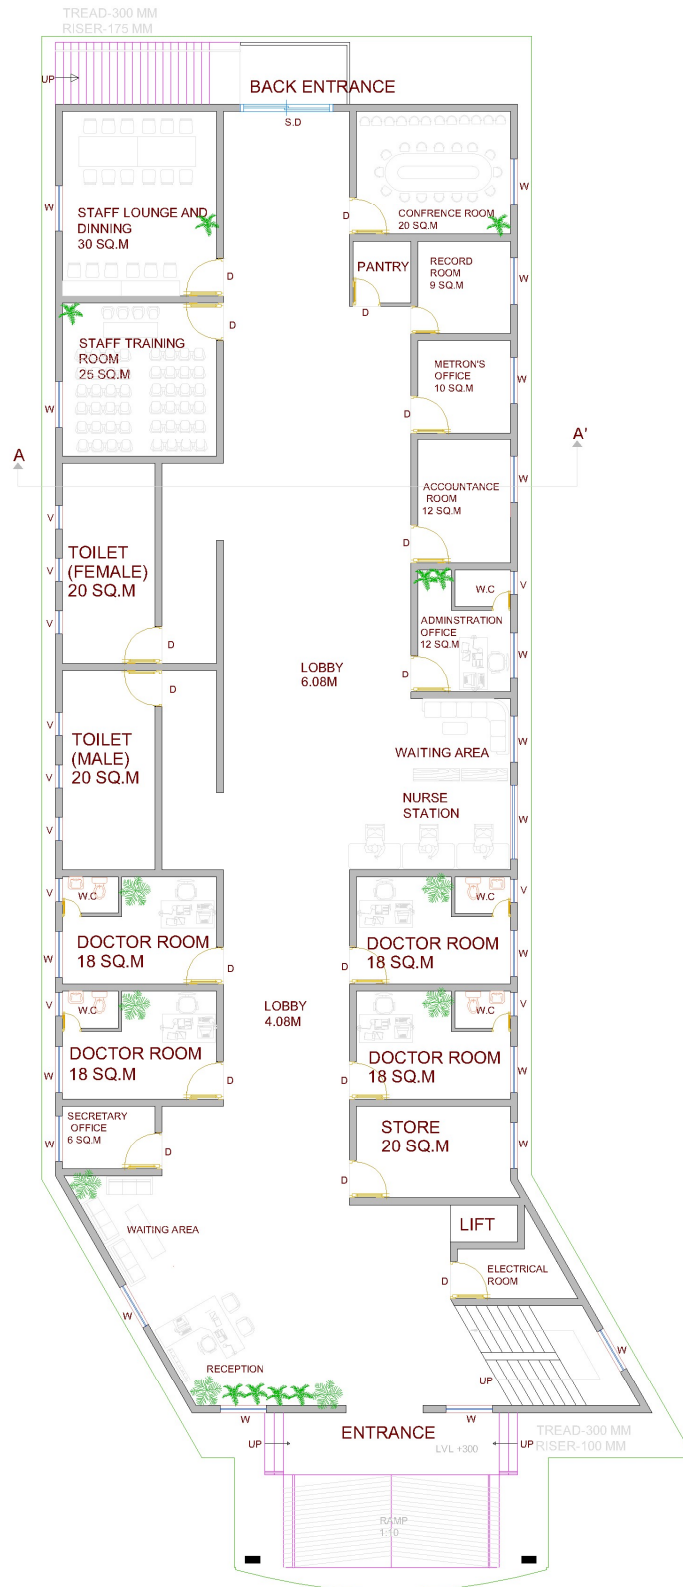 TREAD-300 MM
RISER-175 MM
UP
BACK ENTRANCE
S.D
W
STAFF LOUNGE AND
DINNING
30 SQ.M
D
CONFRENCE ROOM
20 SQ.M
D
W
PANTRY
D
RECORD
ROOM
9 SQ.M
W
D
STAFF TRAINING
ROOM
25 SQ.M
W
METRON'S
OFFICE
10 SQ.M
D
W
A
A'
ACCOUNTANCE
ROOM
12 SQ.M
D
W
V
V
V
TOILET
(FEMALE)
20 SQ.M
D
W.C
V
ADMINSTRATION
OFFICE
12 SQ.M
D
W
LOBBY
6.08M
D
V
V
V
TOILET
(MALE)
20 SQ.M
WAITING AREA
W
NURSE
STATION
W
V
W.C
DOCTOR ROOM
18 SQ.M
W
D
V
W.C
DOCTOR ROOM
18 SQ.M
D
W
LOBBY
4.08M
V
W.C
DOCTOR ROOM
18 SQ.M
W
D
V
W.C
DOCTOR ROOM
18 SQ.M
D
W
SECRETARY
OFFICE
6 SQ.M
W
D
STORE
20 SQ.M
D
W
WAITING AREA
LIFT
ELECTRICAL
ROOM
D
W
W
RECEPTION
UP
W
W
ENTRANCE
UP
LVL +300
UP
TREAD-300 MM
RISER-100 MM
RAMP
1:10